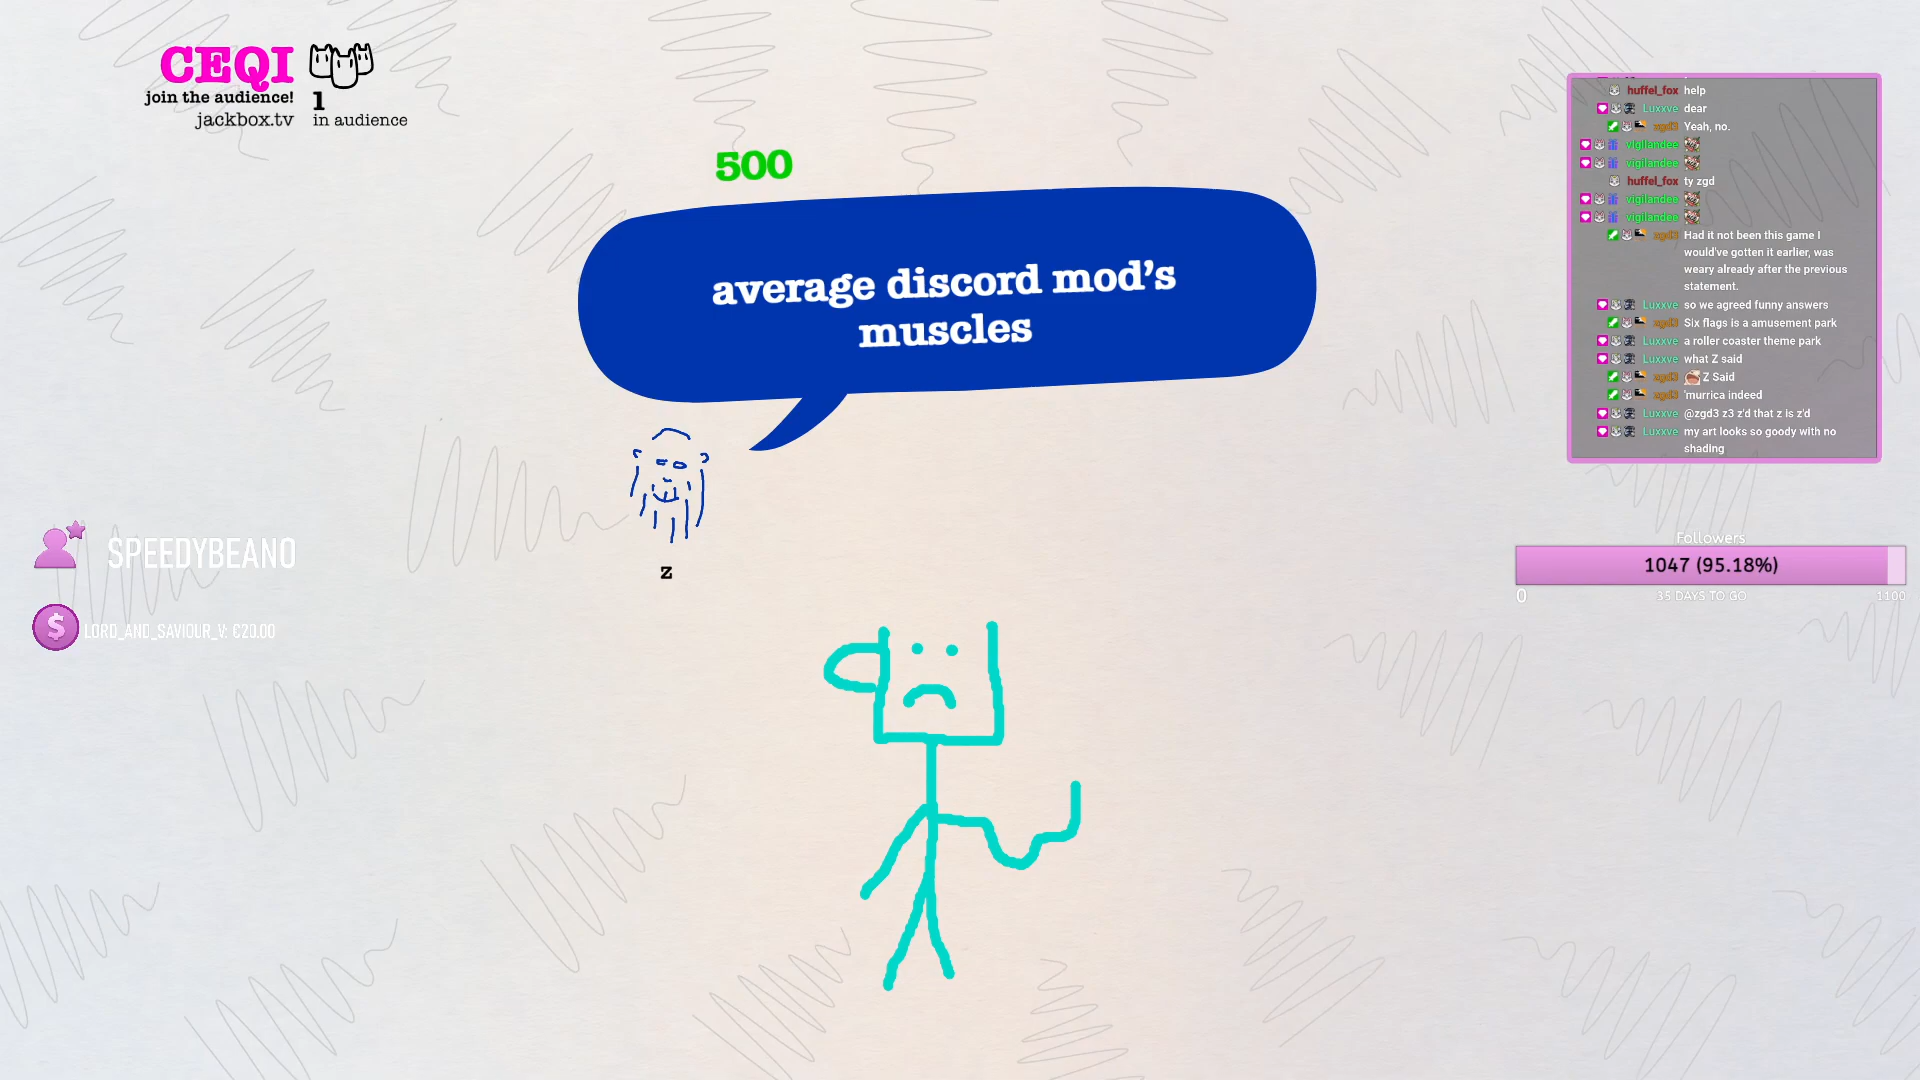 CEQI
join the audience!
jackbox.tv
1
in audience
500
average discord mod's
muscles
z
SPEEDYBEANO
$
LORD_AND_SAVIOUR_V: €20.00
huffel_fox help
Luxxve dear
zgd3 Yeah, no.
vigilandee
vigilandee
huffel_fox ty zgd
vigilandee
vigilandee
zgd3 Had it not been this game I
would've gotten it earlier, was
weary already after the previous
statement.
Luxxve so we agreed funny answers
zgd3 Six flags is a amusement park
Luxxve a roller coaster theme park
Luxxve what Z said
zgd3 Z Said
zgd3 'murrica indeed
Luxxve @zgd3 z3 z'd that z is z'd
Luxxve my art looks so goody with no
shading
Followers
1047 (95.18%)
0
35 DAYS TO GO
1100